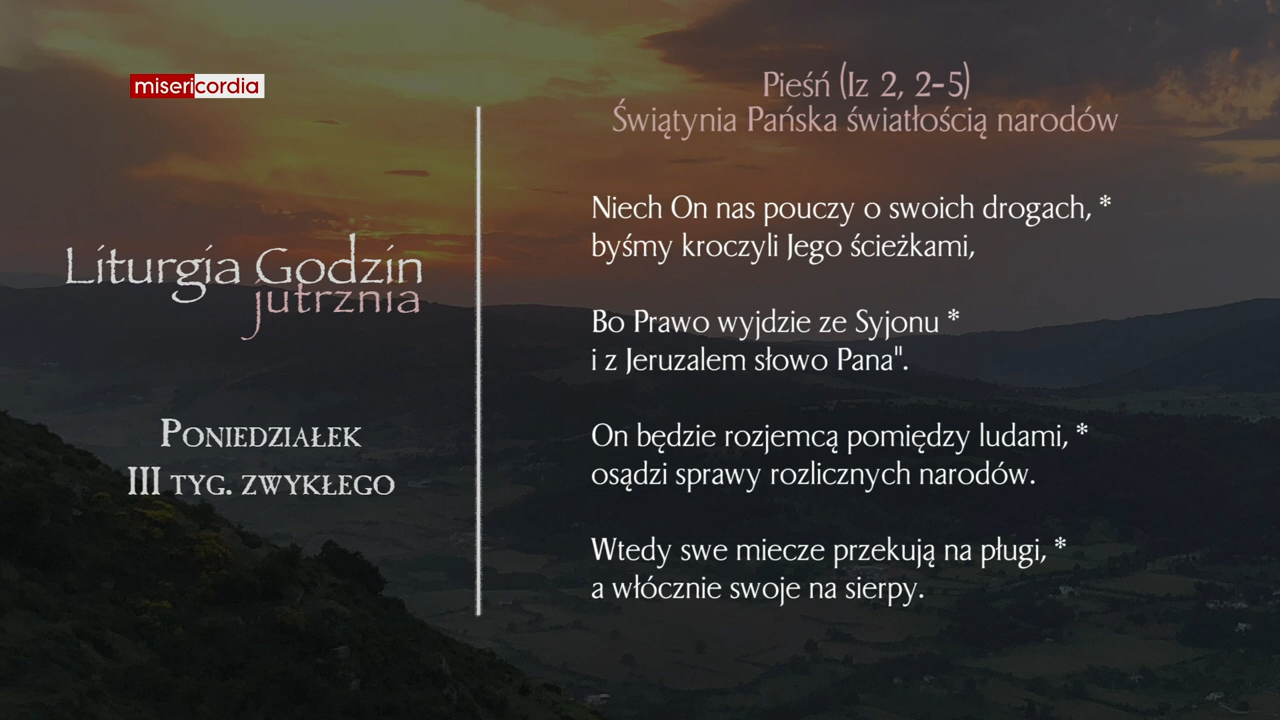 misericordia
Liturgia Godzin
jutrznia
Poniedziałek
III tyg. zwykłego
Pieśń (Iz 2, 2-5)
Świątynia Pańska światłością narodów
Niech On nas pouczy o swoich drogach, *
byśmy kroczyli Jego ścieżkami,
Bo Prawo wyjdzie ze Syjonu *
i z Jeruzalem słowo Pana".
On będzie rozjemcą pomiędzy ludami, *
osądzi sprawy rozlicznych narodów.
Wtedy swe miecze przekują na pługi, *
a włócznie swoje na sierpy.